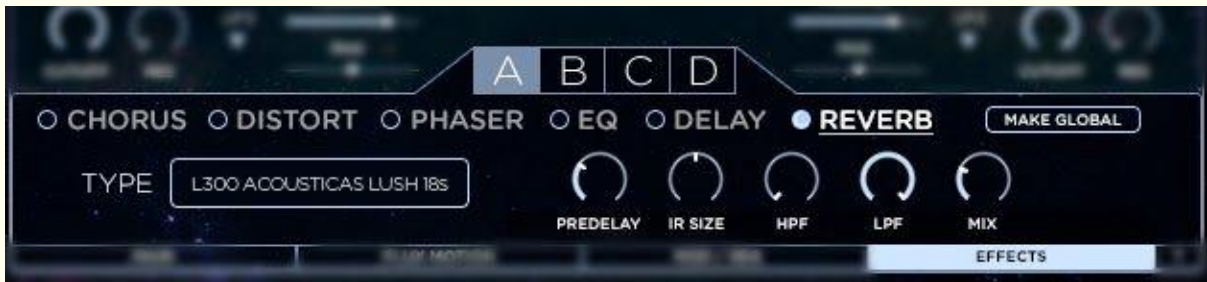 A B C D
CHORUS DISTORT PHASER EQ DELAY REVERB MAKE GLOBAL
TYPE L300 ACOUSTICAS LUSH 18s
PREDELAY IR SIZE HPF LPF MIX
EFFECTS